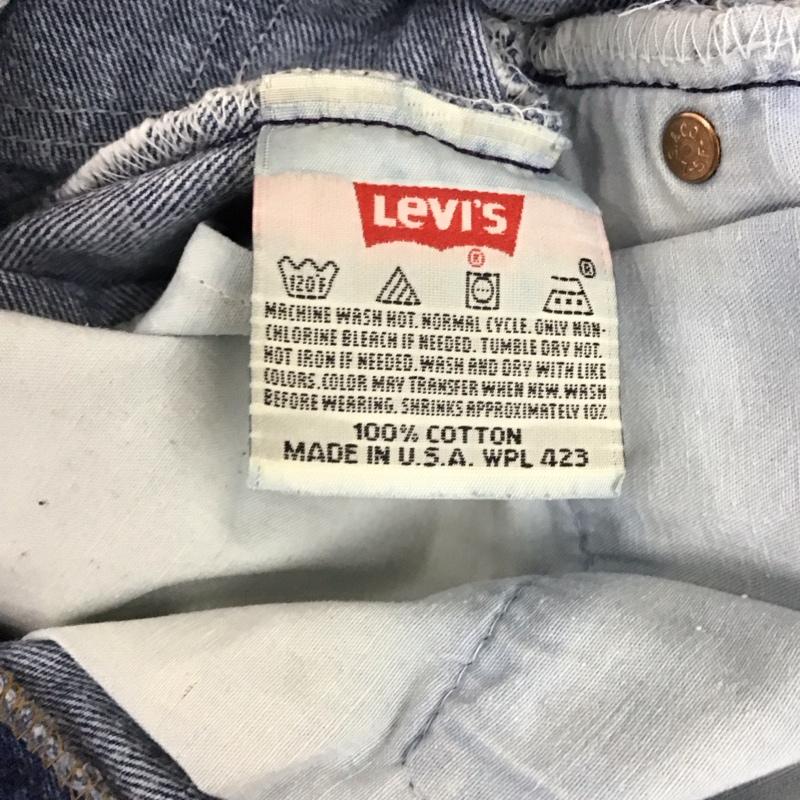 LEVI'S
®
®
120°F
MACHINE WASH HOT. NORMAL CYCLE. ONLY NON-
CHLORINE BLEACH IF NEEDED. TUMBLE DRY HOT.
HOT IRON IF NEEDED. WASH AND DRY WITH LIKE
COLORS. COLOR MAY TRANSFER WHEN NEW. WASH
BEFORE WEARING. SHRINKS APPROXIMATELY 10%
100% COTTON
MADE IN U.S.A. WPL 423